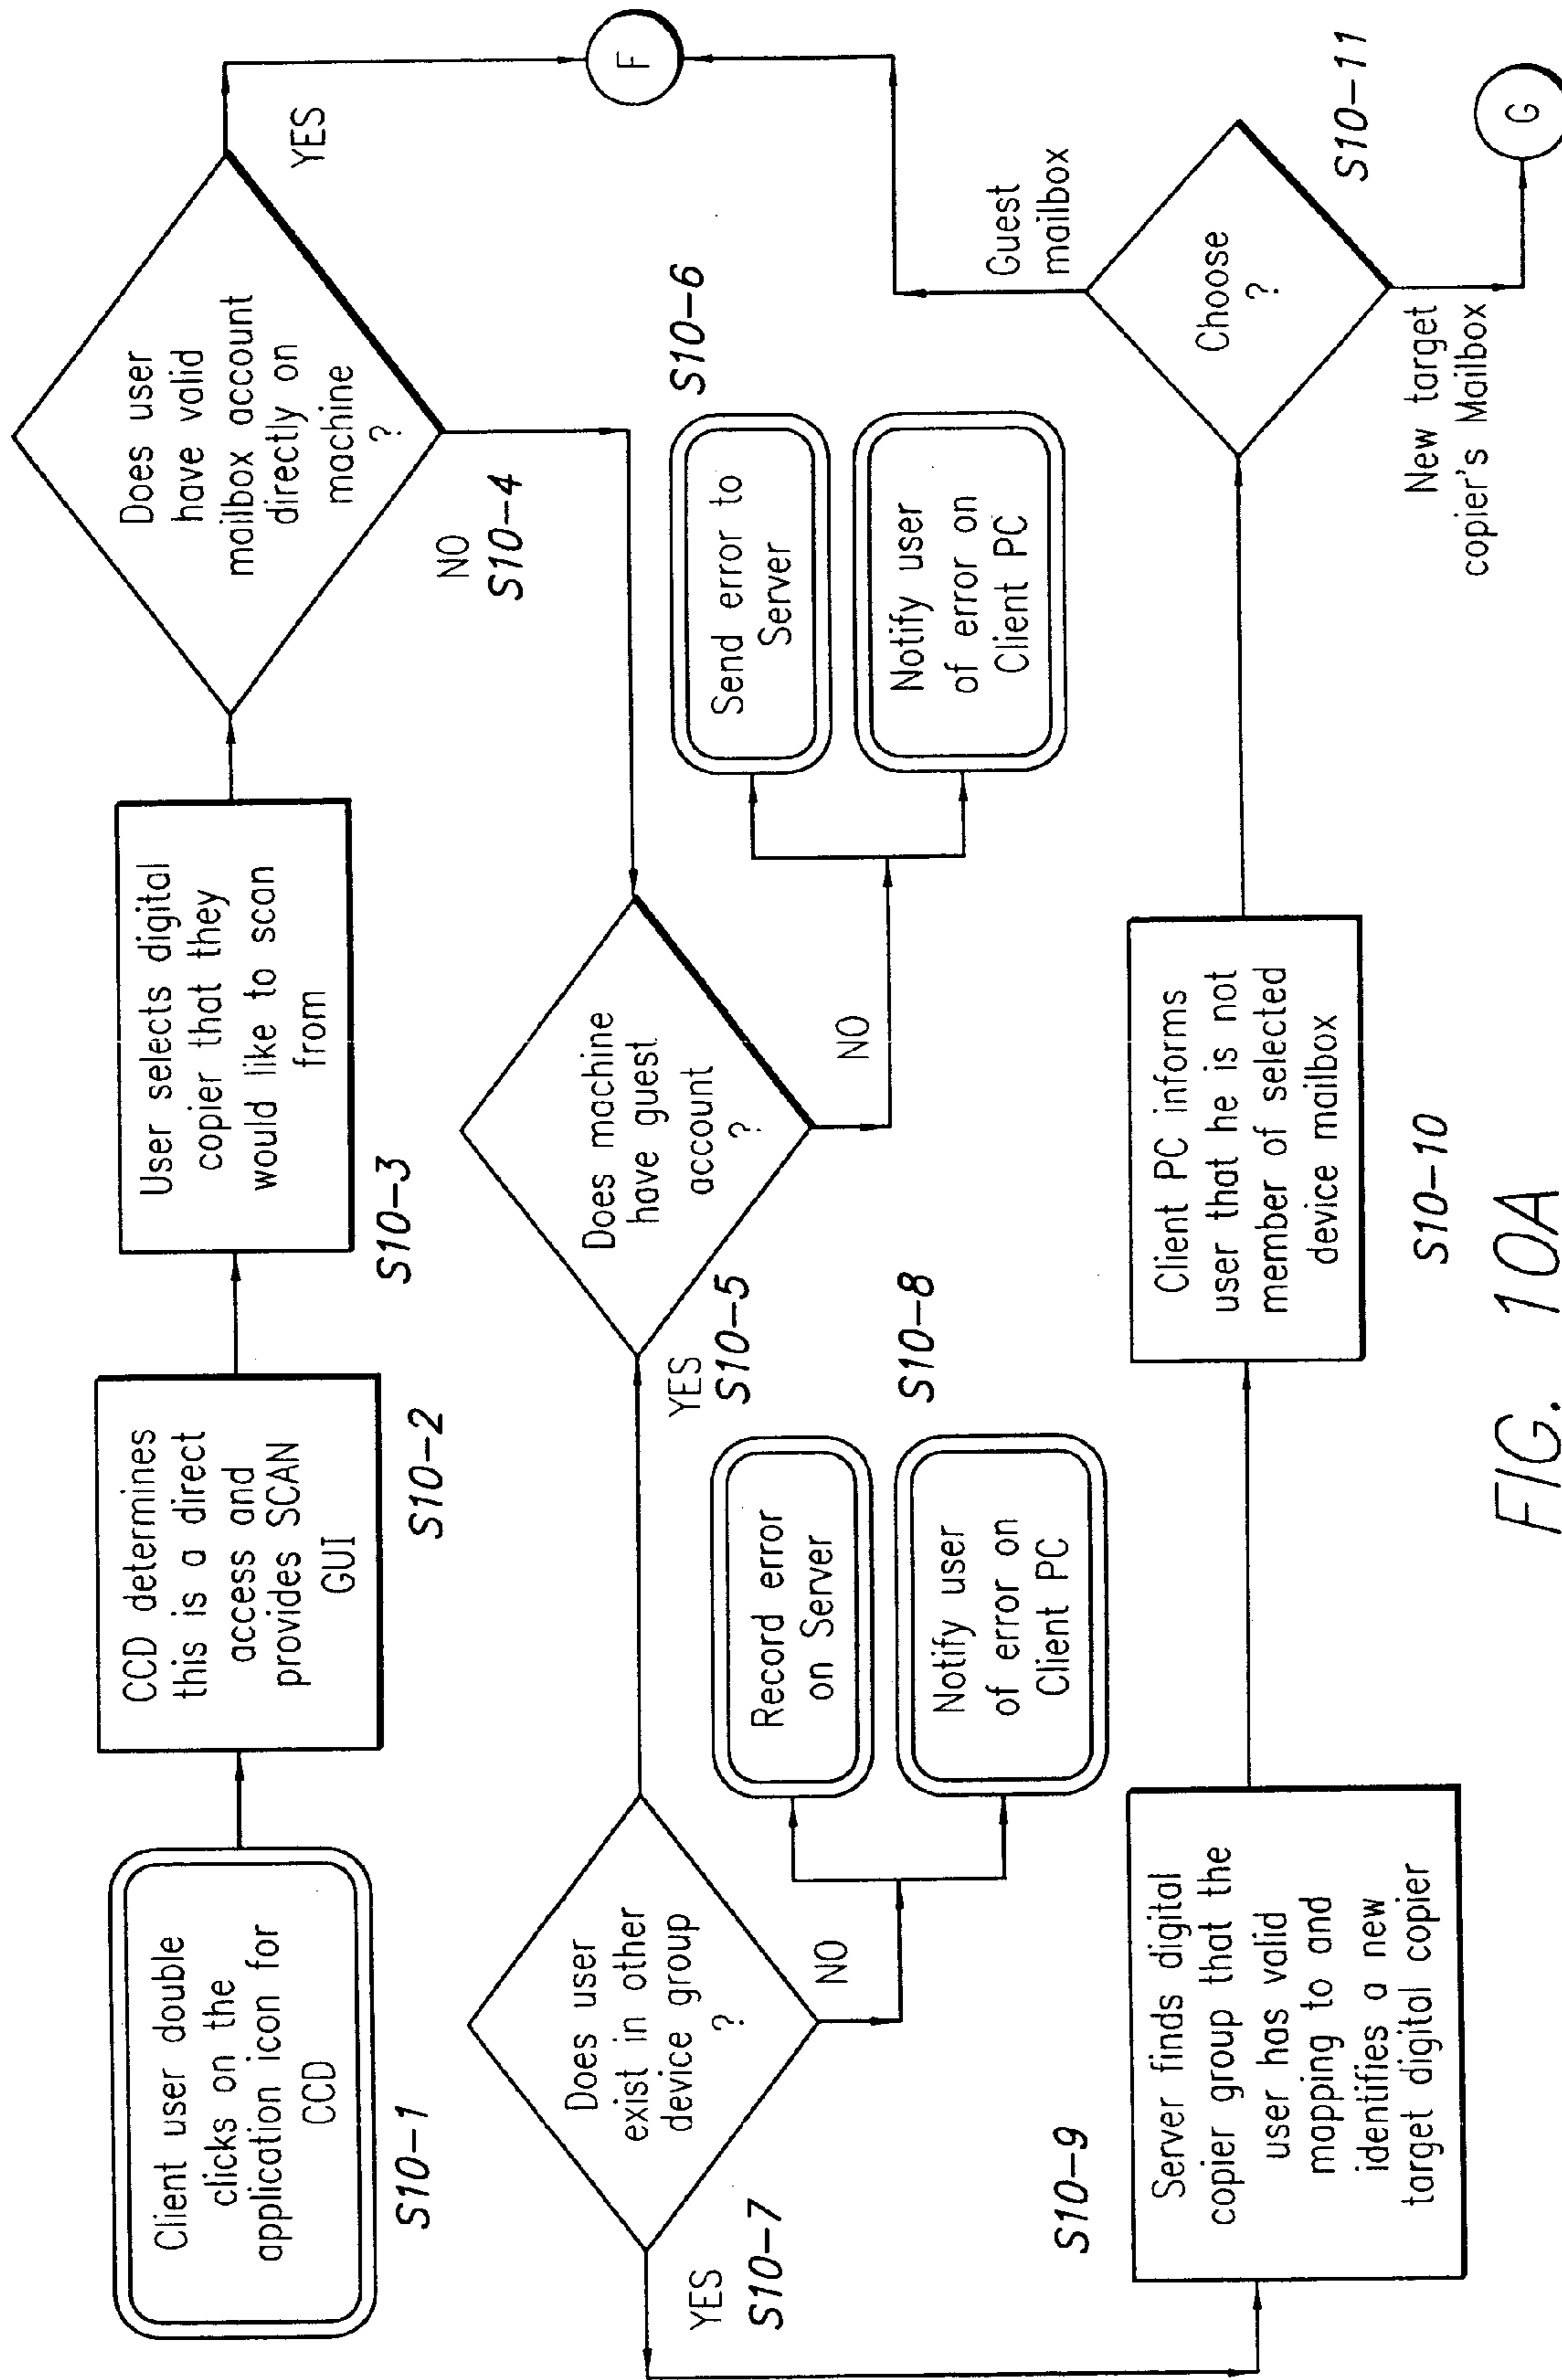 Client user double
clicks on the
application icon for
CCD
S10-1
CCD determines
this is a direct
access and
provides SCAN
GUI
S10-2
User selects digital
copier that they
would like to scan
from
S10-3
Does user
have valid
mailbox account
directly on
machine
?
YES
NO
S10-4
F
Does machine
have guest
account
?
YES
S10-5
NO
Send error to
Server
S10-6
Notify user
of error on
Client PC
Does user
exist in other
device group
?
YES
S10-7
NO
Record error
on Server
S10-8
Notify user
of error on
Client PC
Server finds digital
copier group that the
user has valid
mapping to and
identifies a new
target digital copier
S10-9
Client PC informs
user that he is not
member of selected
device mailbox
S10-10
Choose
?
S10-11
Guest
mailbox
New target
copier's Mailbox
G
FIG. 10A